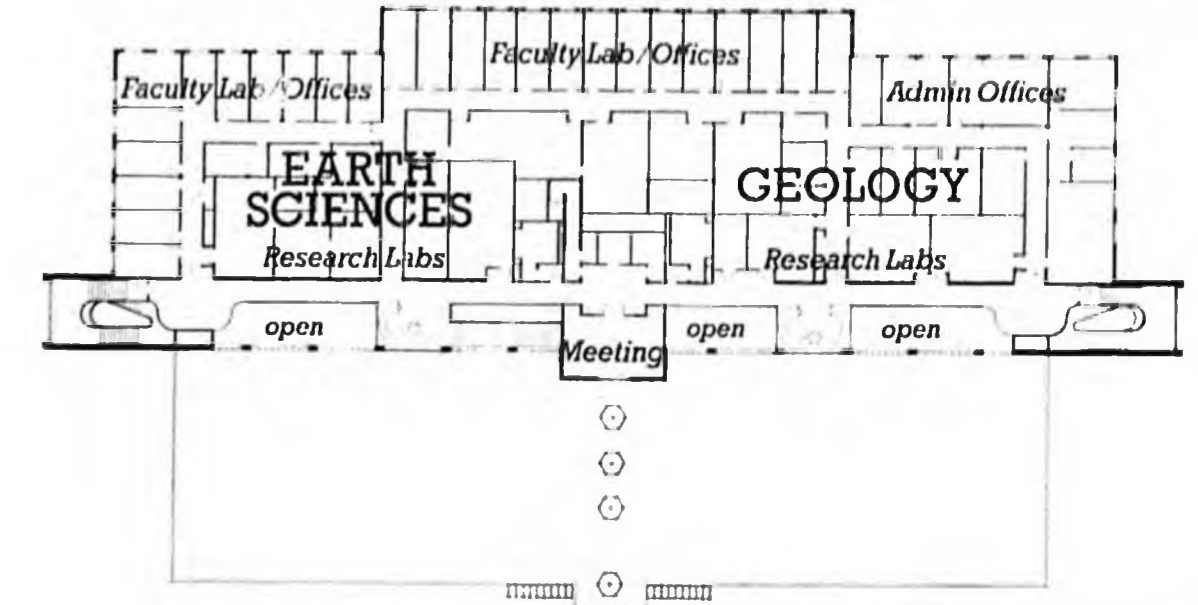 Faculty Lab/Offices
Faculty Lab/Offices
Admin Offices
EARTH
SCIENCES
Research Labs
GEOLOGY
Research Labs
open
Meeting
open
open